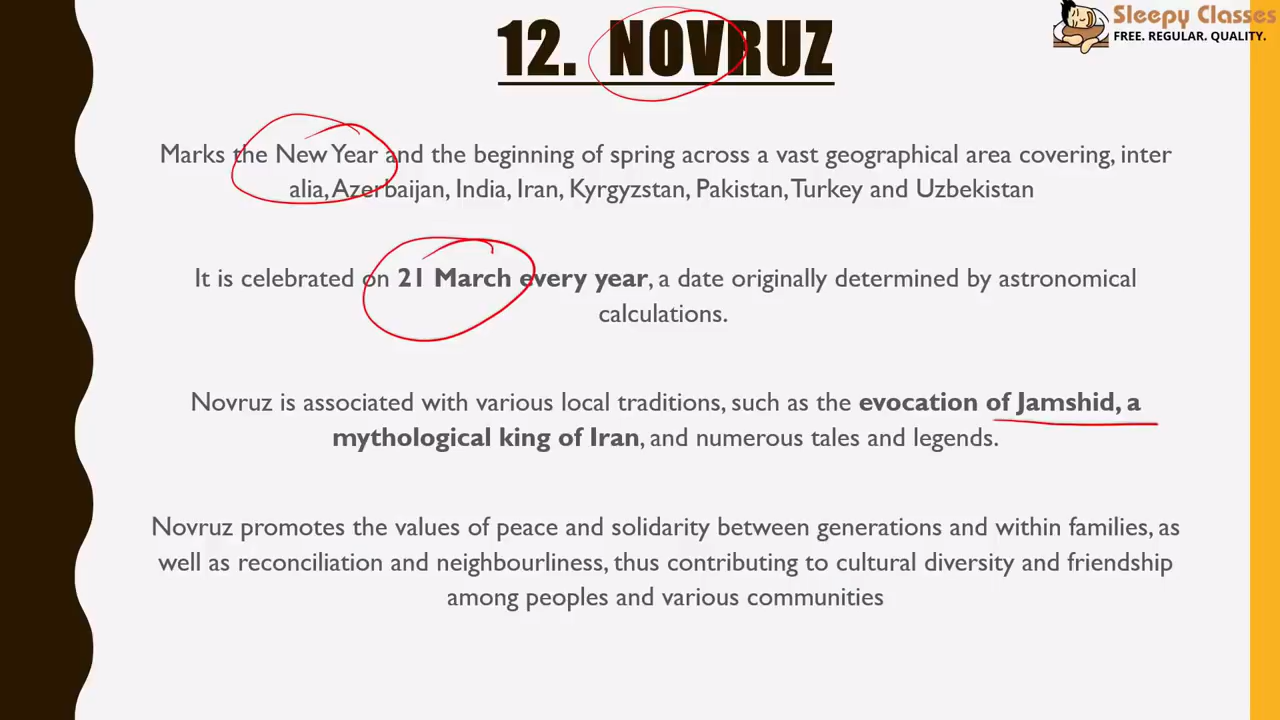 Sleepy Classes
FREE. REGULAR. QUALITY.
12. NOVRUZ
Marks the New Year and the beginning of spring across a vast geographical area covering, inter
alia, Azerbaijan, India, Iran, Kyrgyzstan, Pakistan, Turkey and Uzbekistan
It is celebrated on 21 March every year, a date originally determined by astronomical
calculations.
Novruz is associated with various local traditions, such as the evocation of Jamshid, a
mythological king of Iran, and numerous tales and legends.
Novruz promotes the values of peace and solidarity between generations and within families, as
well as reconciliation and neighbourliness, thus contributing to cultural diversity and friendship
among peoples and various communities